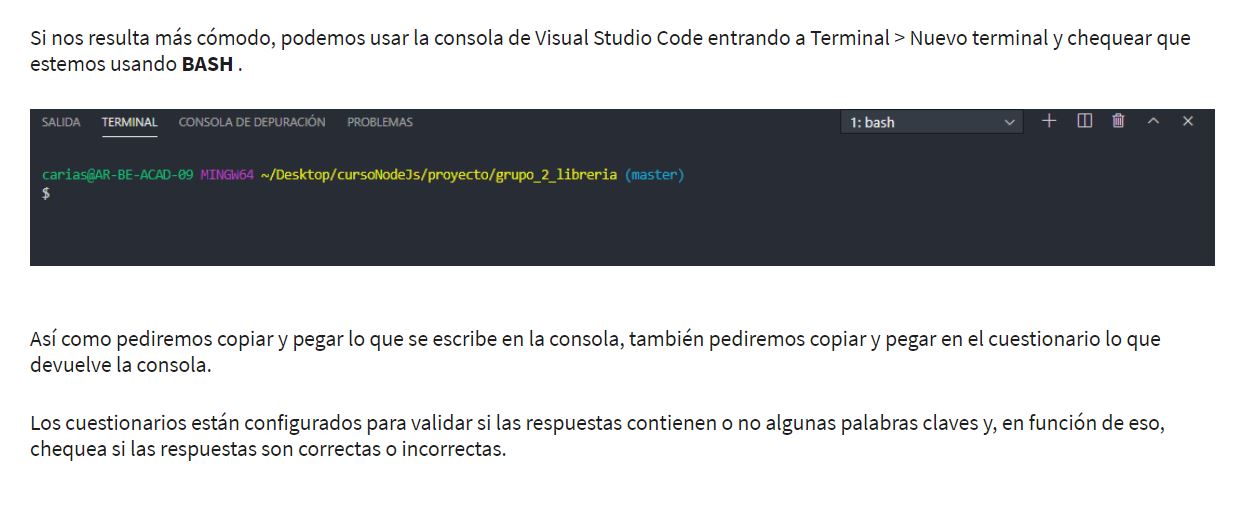 Si nos resulta más cómodo, podemos usar la consola de Visual Studio Code entrando a Terminal > Nuevo terminal y chequear que
estemos usando BASH .
SALIDA TERMINAL CONSOLA DE DEPURACIÓN PROBLEMAS 1: bash
carias@AR-BE-ACAD-09 MINGW64 ~/Desktop/cursoNodeJs/proyecto/grupo_2_libreria (master)
$
Así como pediremos copiar y pegar lo que se escribe en la consola, también pediremos copiar y pegar en el cuestionario lo que
devuelve la consola.
Los cuestionarios están configurados para validar si las respuestas contienen o no algunas palabras claves y, en función de eso,
chequea si las respuestas son correctas o incorrectas.